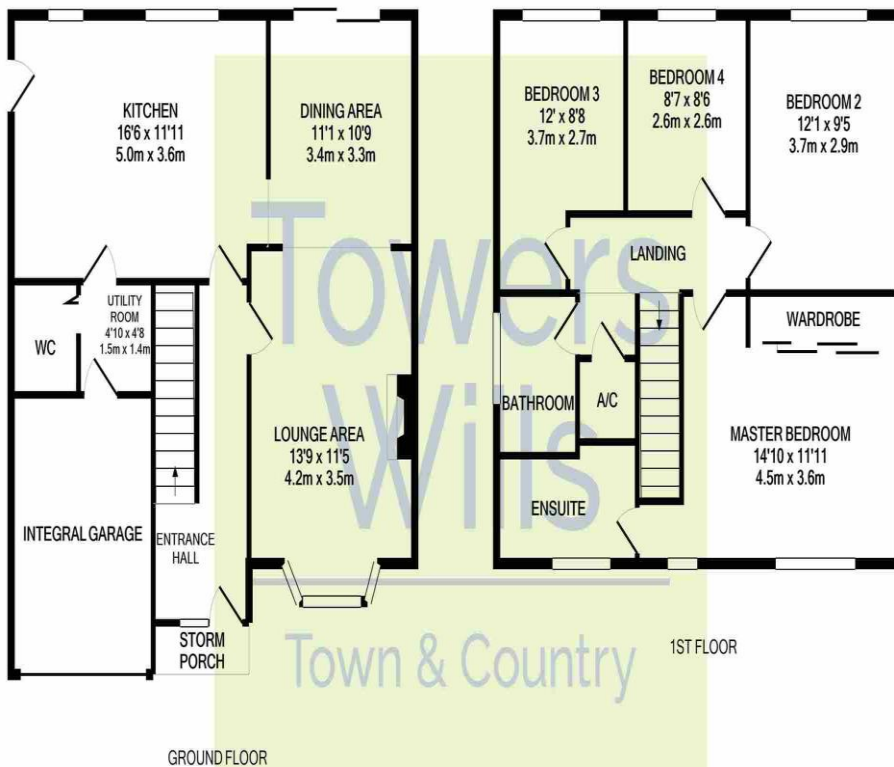 KITCHEN
16'6 x 11'11
5.0m x 3.6m
DINING AREA
11'1 x 10'9
3.4m x 3.3m
UTILITY
ROOM
4'10 x 4'8
1.5m x 1.4m
WC
LOUNGE AREA
13'9 x 11'5
4.2m x 3.5m
INTEGRAL GARAGE
ENTRANCE
HALL
STORM
PORCH
GROUND FLOOR
BEDROOM 3
12' x 8'8
3.7m x 2.7m
BEDROOM 4
8'7 x 8'6
2.6m x 2.6m
BEDROOM 2
12'1 x 9'5
3.7m x 2.9m
LANDING
WARDROBE
BATHROOM
A/C
MASTER BEDROOM
14'10 x 11'11
4.5m x 3.6m
ENSUITE
1ST FLOOR
Towers
Wills
Town & Country